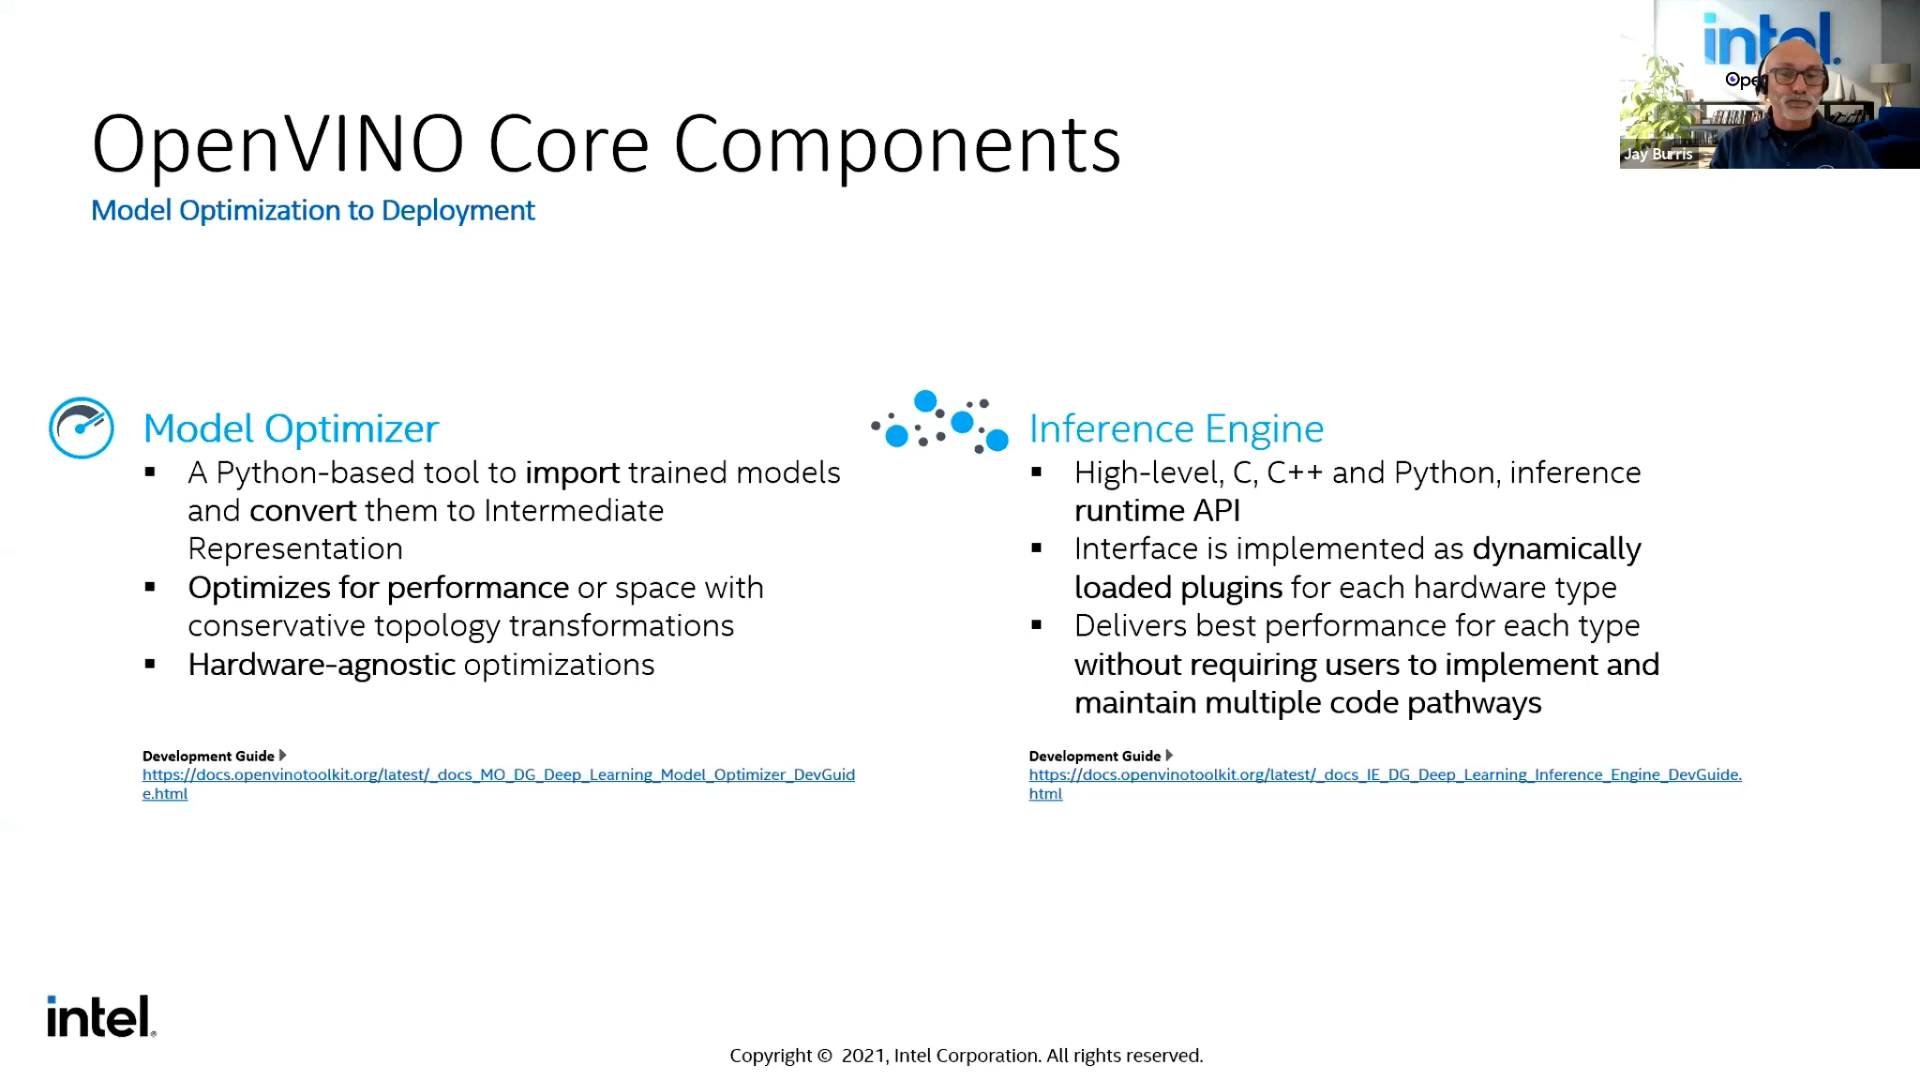 intel.
Ope
Jay Burris
OpenVINO Core Components
Model Optimization to Deployment
Model Optimizer
▪ A Python-based tool to import trained models
and convert them to Intermediate
Representation
▪ Optimizes for performance or space with
conservative topology transformations
▪ Hardware-agnostic optimizations
Development Guide
https://docs.openvinotoolkit.org/latest/_docs_MO_DG_Deep_Learning_Model_Optimizer_DevGuid
e.html
Inference Engine
▪ High-level, C, C++ and Python, inference
runtime API
▪ Interface is implemented as dynamically
loaded plugins for each hardware type
▪ Delivers best performance for each type
without requiring users to implement and
maintain multiple code pathways
Development Guide
https://docs.openvinotoolkit.org/latest/_docs_IE_DG_Deep_Learning_Inference_Engine_DevGuide.
html
intel.
Copyright © 2021, Intel Corporation. All rights reserved.